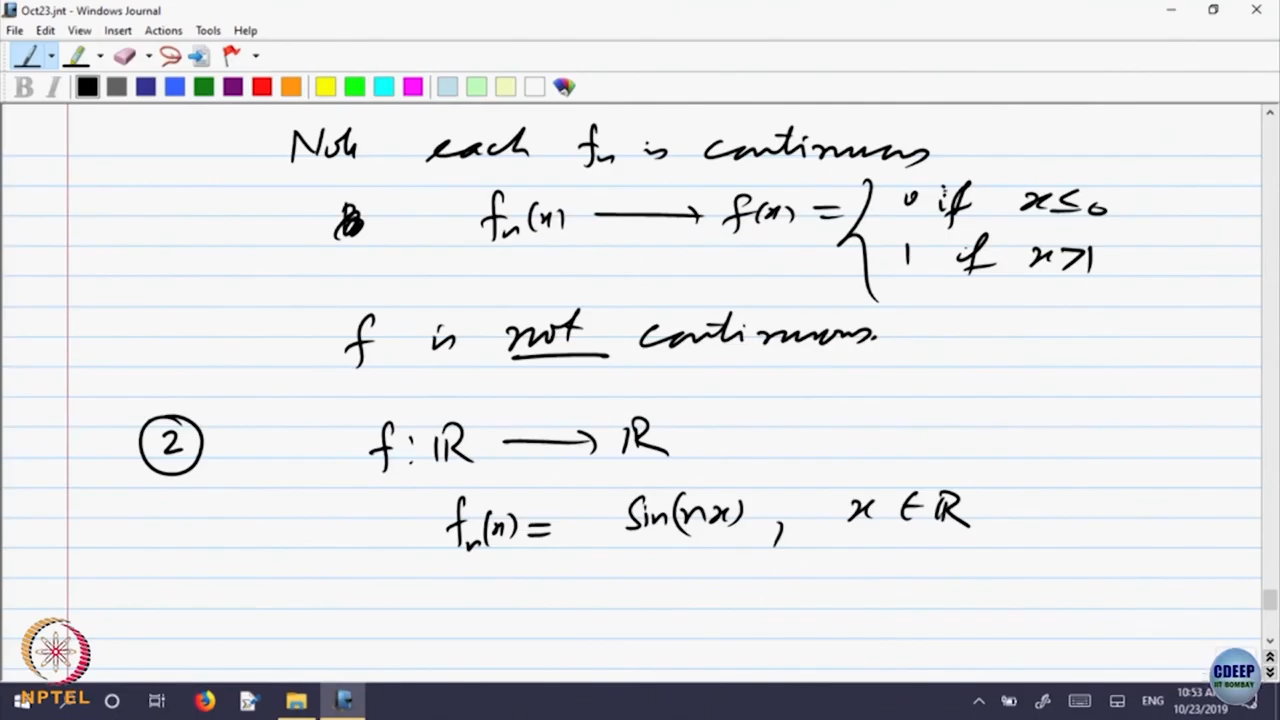 Oct23.jnt - Windows Journal
File Edit View Insert Actions Tools Help
B I
Note each fn is continuous
fn(x) ⟶ f(x) = { 0 if x ≤ 0
1 if x > 1
f is not continuous.
② f : ℝ ⟶ ℝ
fn(x) = Sin(nx) , x ∈ ℝ
NPTEL
CDEEP
IIT BOMBAY
ENG
10:53 A
10/23/2019